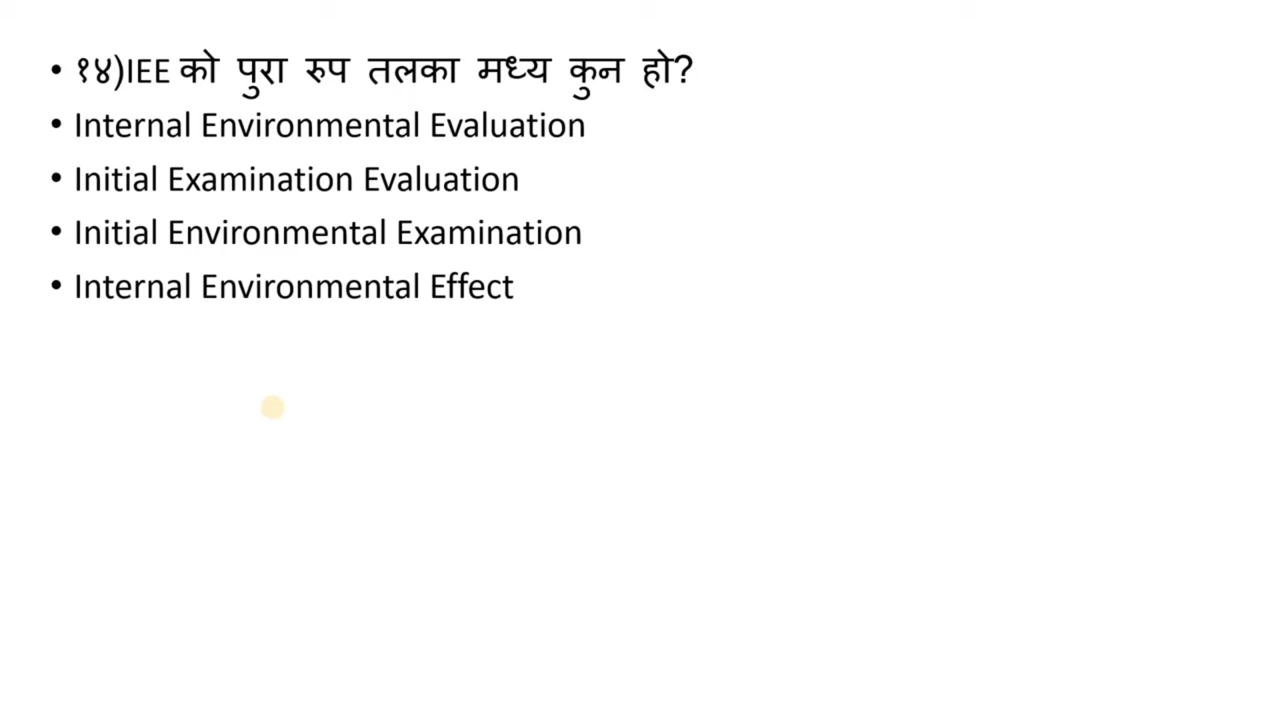 • १४)IEE को पुरा रुप तलका मध्य कुन हो?
• Internal Environmental Evaluation
• Initial Examination Evaluation
• Initial Environmental Examination
• Internal Environmental Effect